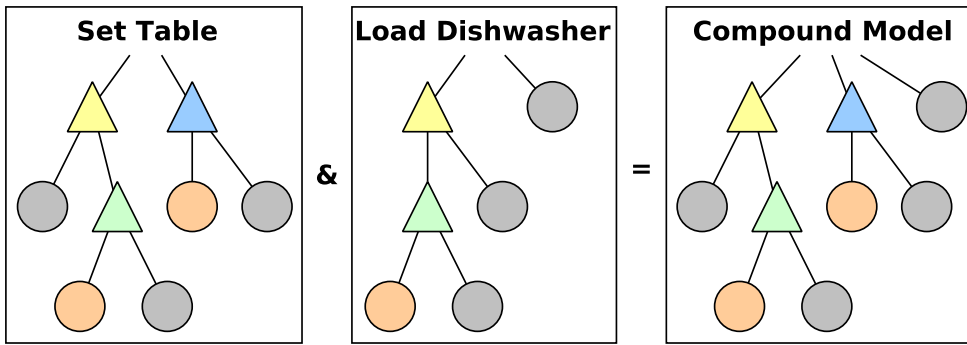 Set Table
&
Load Dishwasher
=
Compound Model